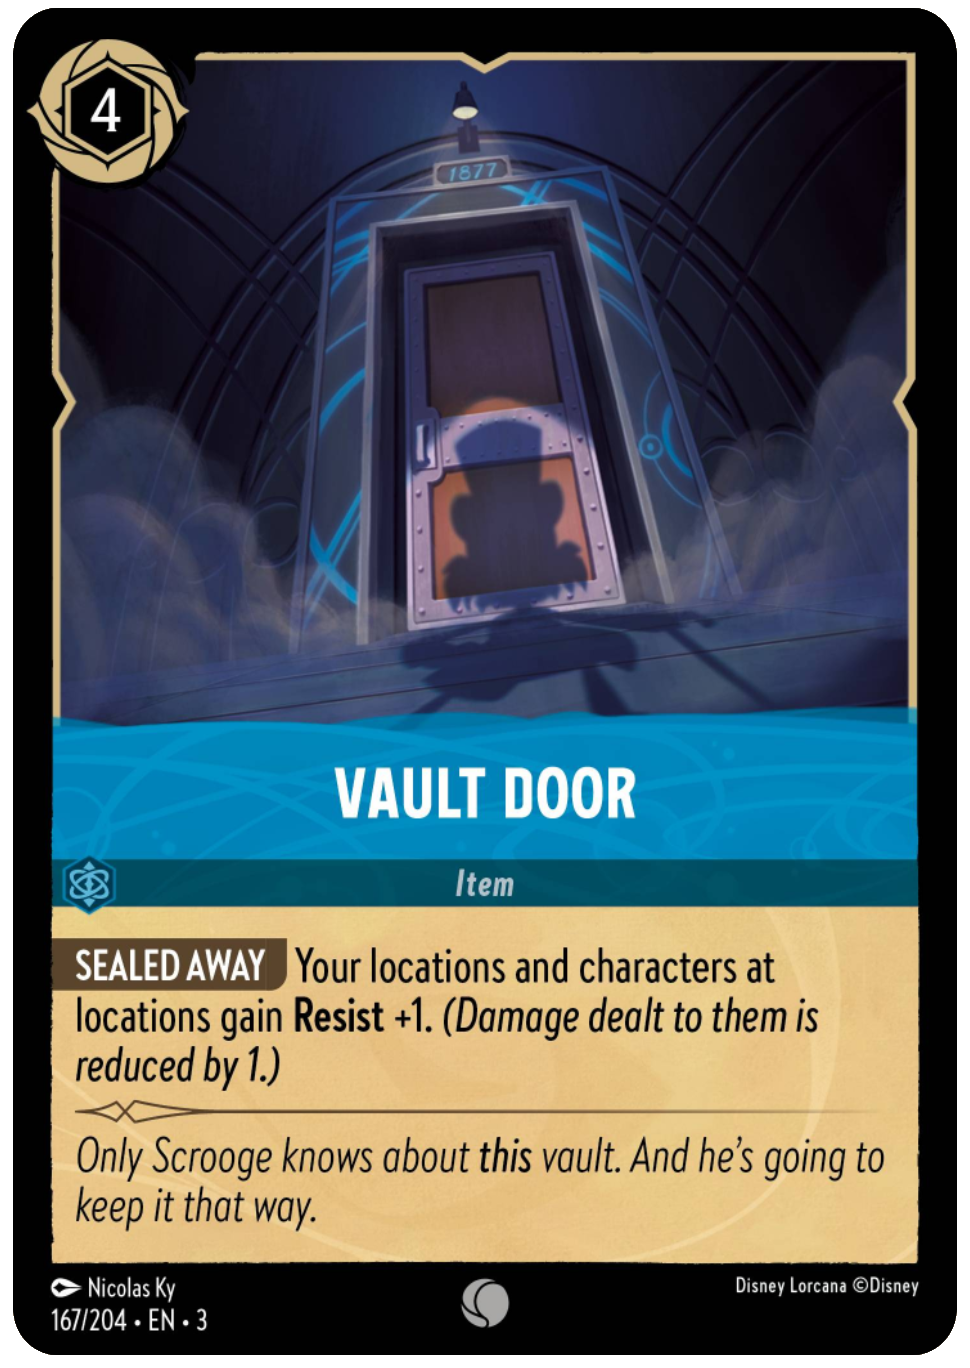 4
1877
VAULT DOOR
Item
SEALED AWAY Your locations and characters at
locations gain Resist +1. (Damage dealt to them is
reduced by 1.)
Only Scrooge knows about this vault. And he's going to
keep it that way.
Nicolas Ky
Disney Lorcana ©Disney
167/204 • EN • 3